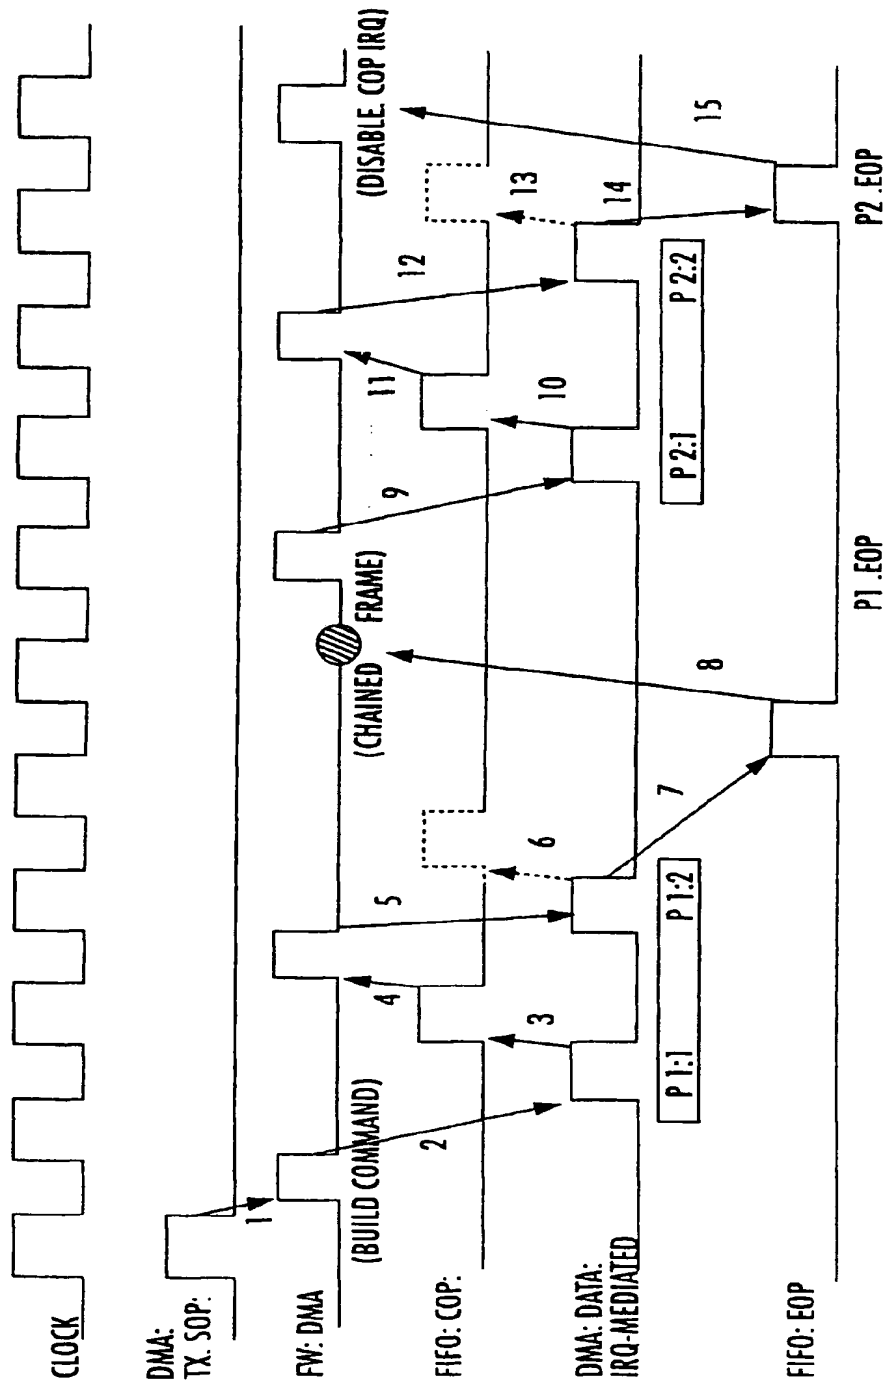 CLOCK
DMA:
TX. SOP:
1
FW: DMA
(BUILD COMMAND)
(CHAINED FRAME)
(DISABLE. COP IRQ)
2
4
5
9
11
12
FIFO: COP:
3
6
10
13
14
DMA: DATA:
IRQ-MEDIATED
P 1:1
P 1:2
P 2:1
P 2:2
7
8
15
FIFO: EOP
P1 .EOP
P2 .EOP